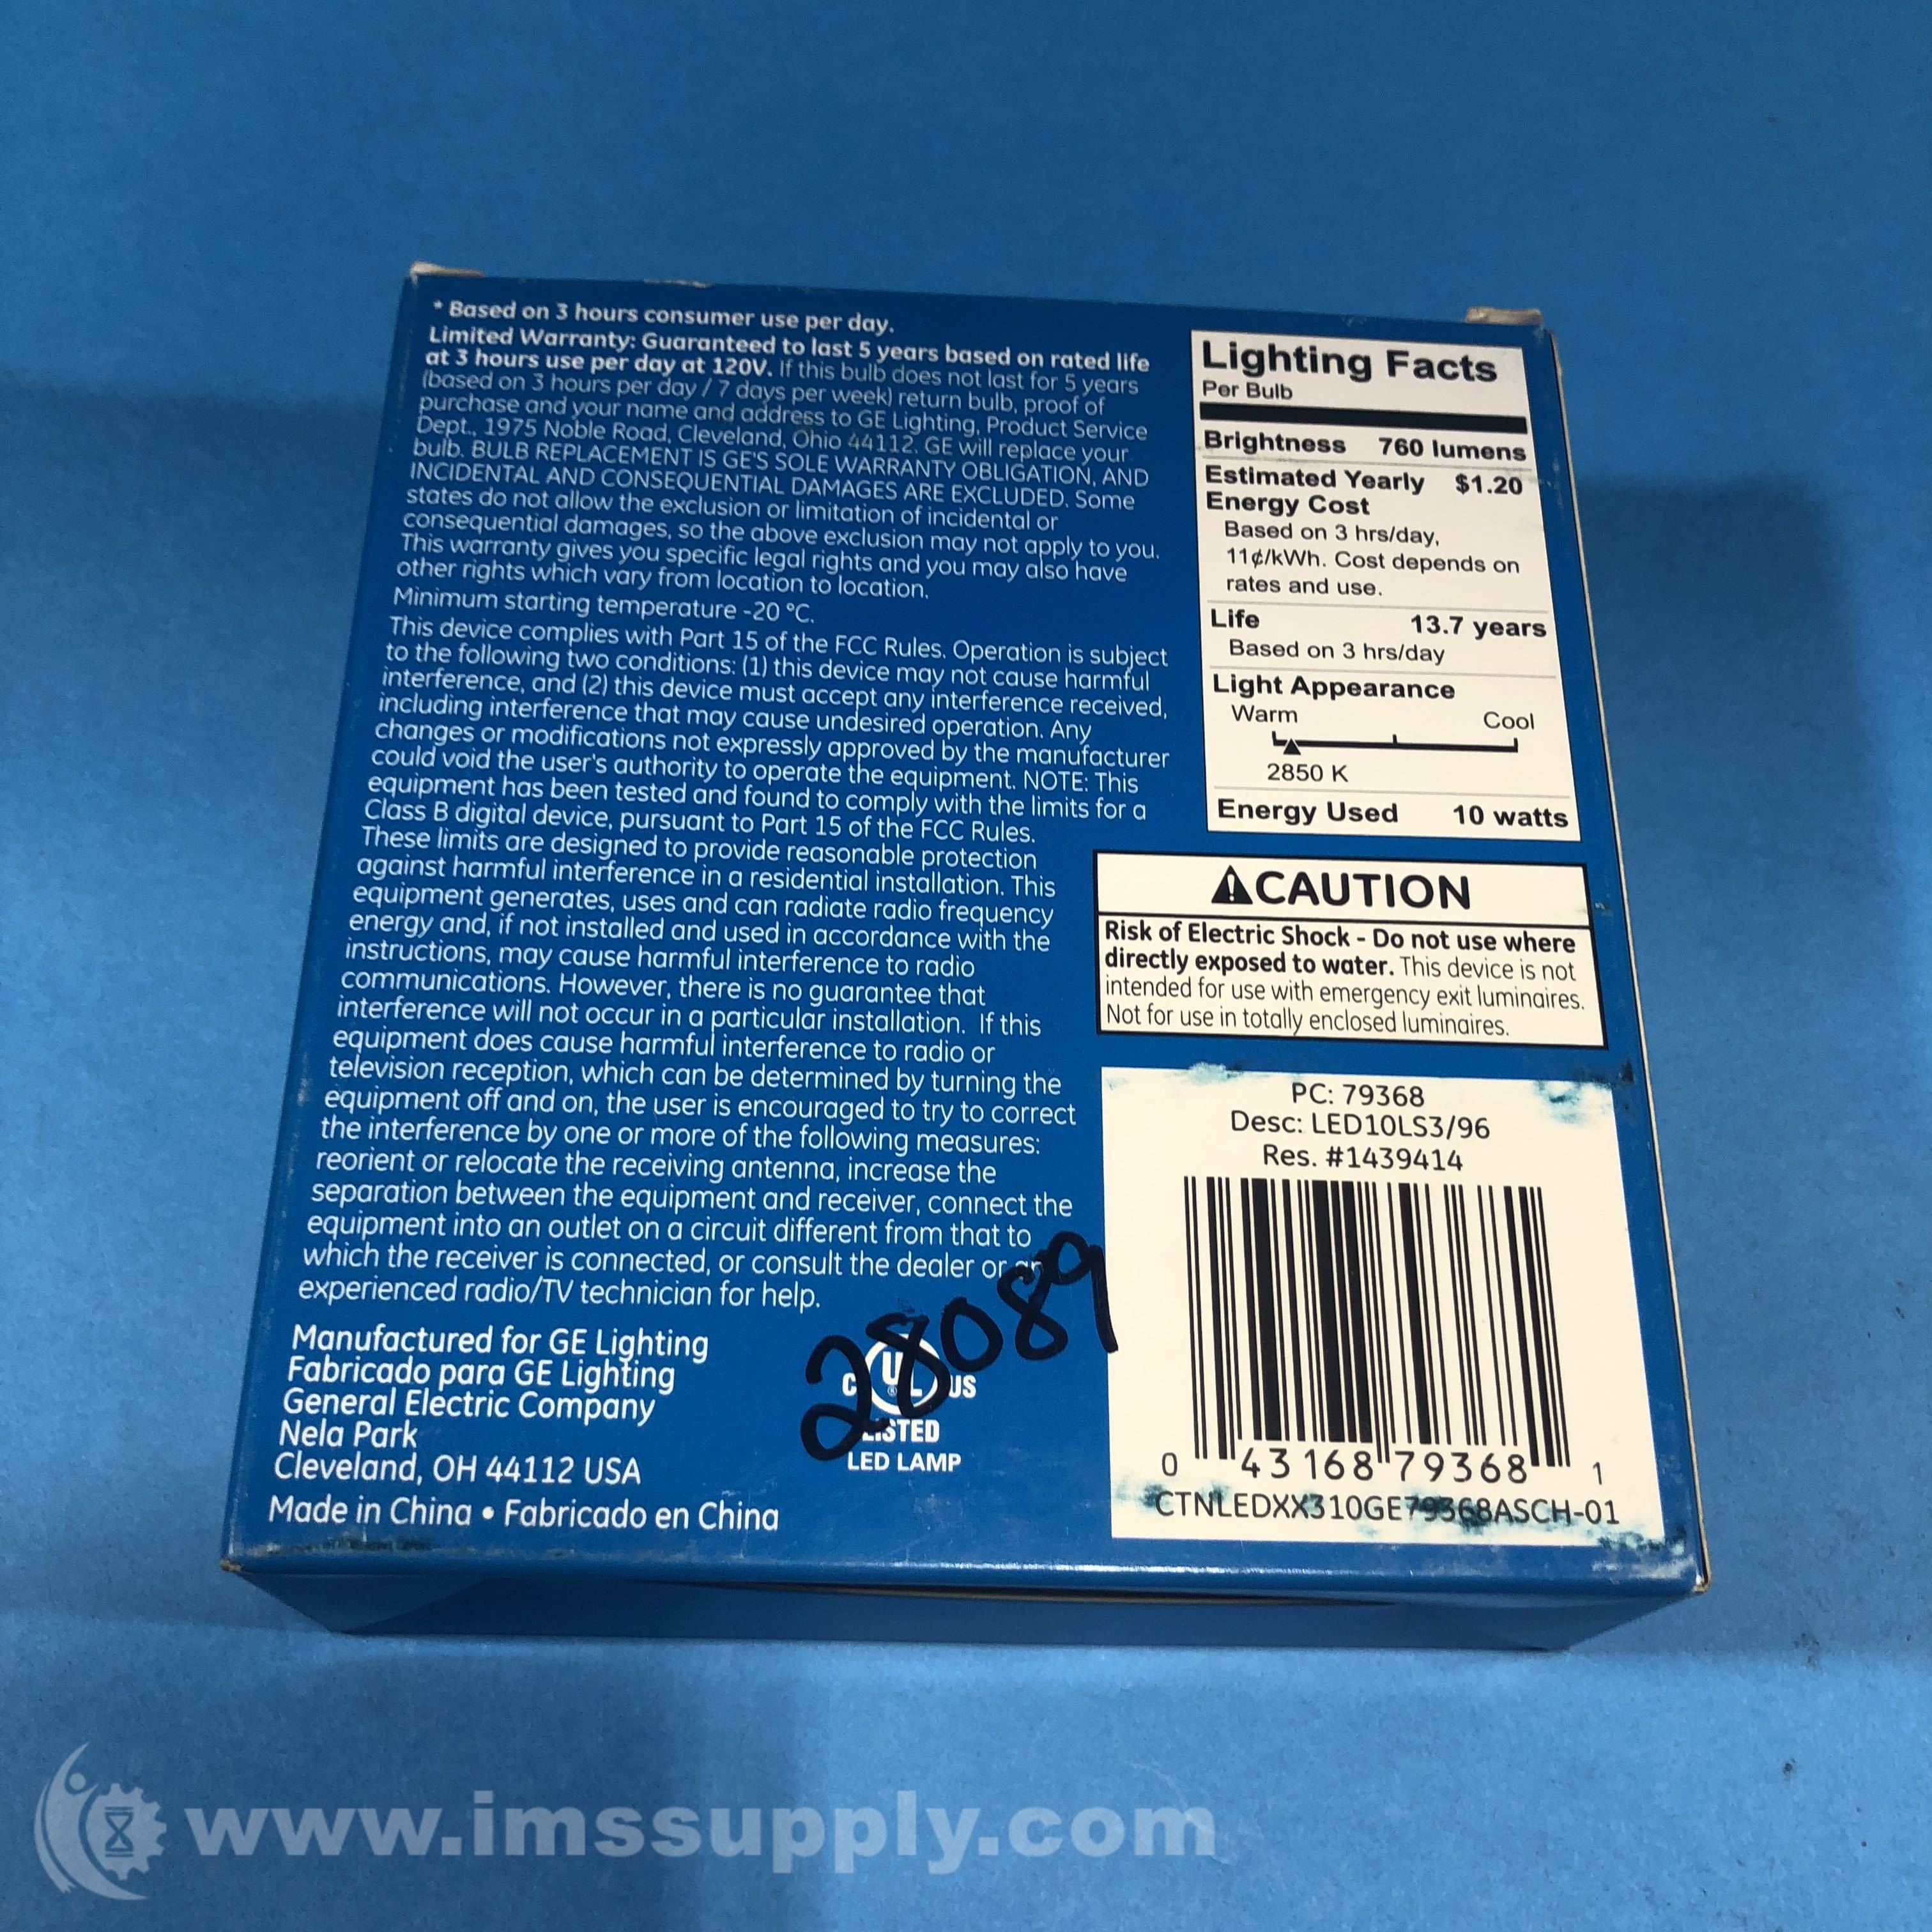 * Based on 3 hours consumer use per day.
Limited Warranty: Guaranteed to last 5 years based on rated life
at 3 hours use per day at 120V. If this bulb does not last for 5 years
(based on 3 hours per day / 7 days per week) return bulb, proof of
purchase and your name and address to GE Lighting, Product Service
Dept., 1975 Noble Road, Cleveland, Ohio 44112. GE will replace your
bulb. BULB REPLACEMENT IS GE'S SOLE WARRANTY OBLIGATION, AND
INCIDENTAL AND CONSEQUENTIAL DAMAGES ARE EXCLUDED. Some
states do not allow the exclusion or limitation of incidental or
consequential damages, so the above exclusion may not apply to you.
This warranty gives you specific legal rights and you may also have
other rights which vary from location to location.
Minimum starting temperature -20 °C.
This device complies with Part 15 of the FCC Rules. Operation is subject
to the following two conditions: (1) this device may not cause harmful
interference, and (2) this device must accept any interference received,
including interference that may cause undesired operation. Any
changes or modifications not expressly approved by the manufacturer
could void the user's authority to operate the equipment. NOTE: This
equipment has been tested and found to comply with the limits for a
Class B digital device, pursuant to Part 15 of the FCC Rules.
These limits are designed to provide reasonable protection
against harmful interference in a residential installation. This
equipment generates, uses and can radiate radio frequency
energy and, if not installed and used in accordance with the
instructions, may cause harmful interference to radio
communications. However, there is no guarantee that
interference will not occur in a particular installation. If this
equipment does cause harmful interference to radio or
television reception, which can be determined by turning the
equipment off and on, the user is encouraged to try to correct
the interference by one or more of the following measures:
reorient or relocate the receiving antenna, increase the
separation between the equipment and receiver, connect the
equipment into an outlet on a circuit different from that to
which the receiver is connected, or consult the dealer or an
experienced radio/TV technician for help.
Manufactured for GE Lighting
Fabricado para GE Lighting
General Electric Company
Nela Park
Cleveland, OH 44112 USA
Made in China • Fabricado en China
28089
C UL ® US
LISTED
LED LAMP
Lighting Facts
Per Bulb
Brightness 760 lumens
Estimated Yearly $1.20
Energy Cost
Based on 3 hrs/day,
11¢/kWh. Cost depends on
rates and use.
Life 13.7 years
Based on 3 hrs/day
Light Appearance
Warm Cool
2850 K
Energy Used 10 watts
CAUTION
Risk of Electric Shock - Do not use where
directly exposed to water. This device is not
intended for use with emergency exit luminaires.
Not for use in totally enclosed luminaires.
PC: 79368
Desc: LED10LS3/96
Res. #1439414
0 43168 79368 1
CTNLEDXX310GE79368ASCH-01
www.imssupply.com